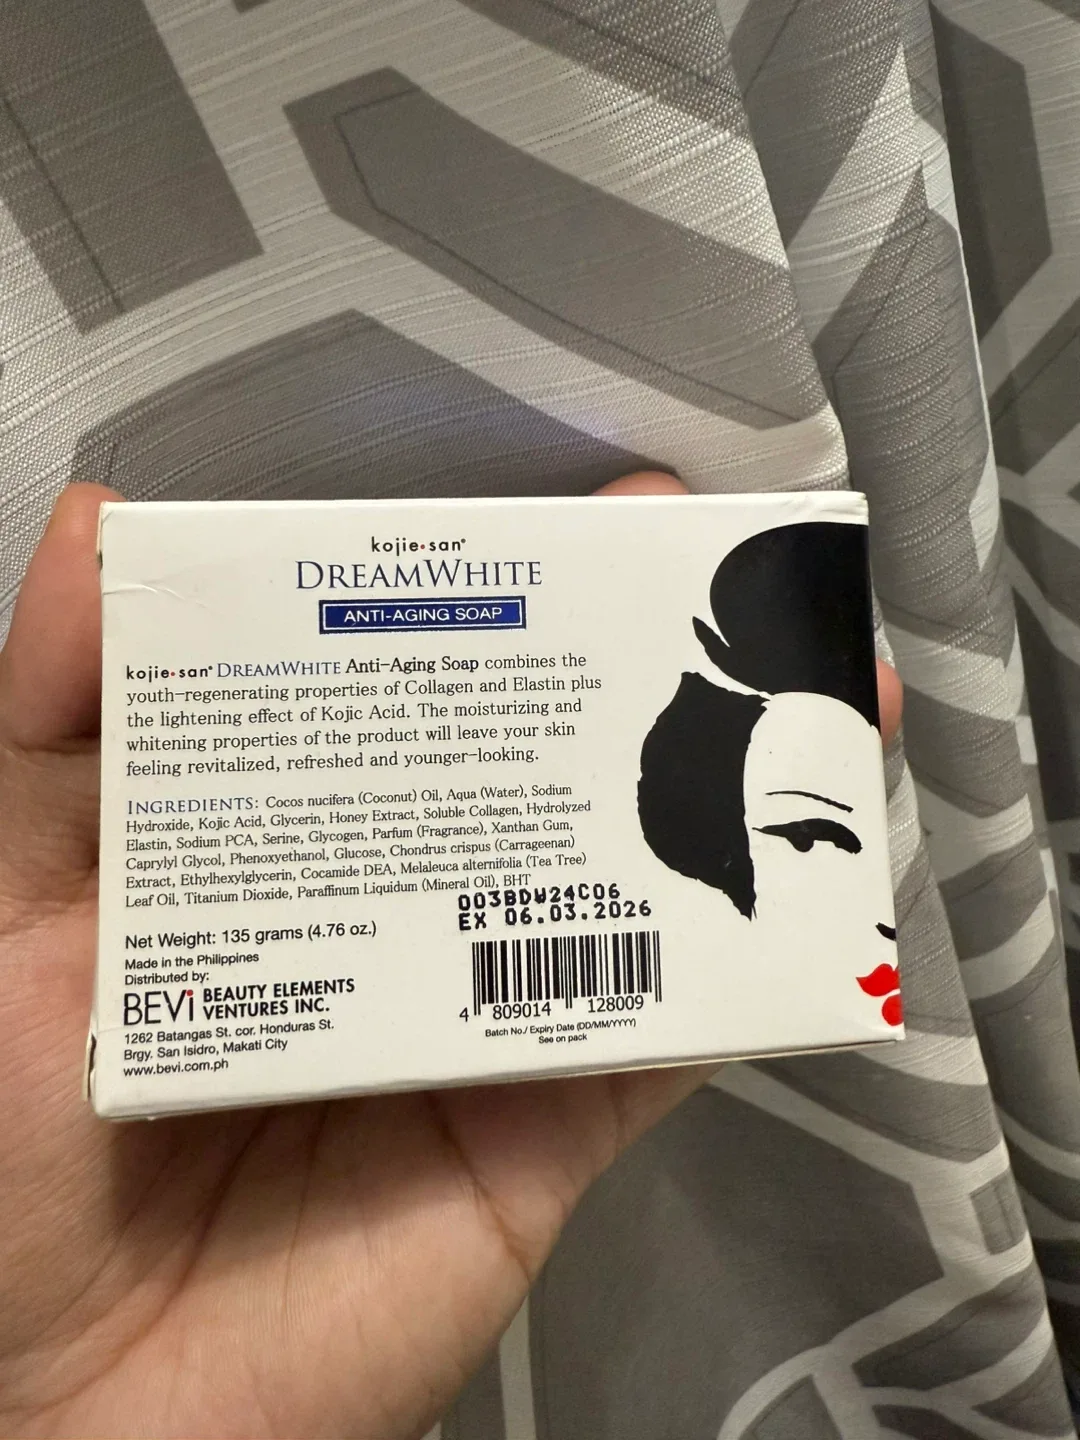 kojie•san®
DREAMWHITE
ANTI-AGING SOAP
kojie•san® DREAMWHITE Anti-Aging Soap combines the
youth-regenerating properties of Collagen and Elastin plus
the lightening effect of Kojic Acid. The moisturizing and
whitening properties of the product will leave your skin
feeling revitalized, refreshed and younger-looking.
INGREDIENTS: Cocos nucifera (Coconut) Oil, Aqua (Water), Sodium
Hydroxide, Kojic Acid, Glycerin, Honey Extract, Soluble Collagen, Hydrolyzed
Elastin, Sodium PCA, Serine, Glycogen, Parfum (Fragrance), Xanthan Gum,
Caprylyl Glycol, Phenoxyethanol, Glucose, Chondrus crispus (Carrageenan)
Extract, Ethylhexylglycerin, Cocamide DEA, Melaleuca alternifolia (Tea Tree)
Leaf Oil, Titanium Dioxide, Paraffinum Liquidum (Mineral Oil), BHT
003BDW24C06
EX 06.03.2026
Net Weight: 135 grams (4.76 oz.)
Made in the Philippines
Distributed by:
BEVi BEAUTY ELEMENTS
VENTURES INC.
1262 Batangas St. cor. Honduras St.
Brgy. San Isidro, Makati City
www.bevi.com.ph
4 809014 128009
Batch No./ Expiry Date (DD/MM/YYYY)
See on pack